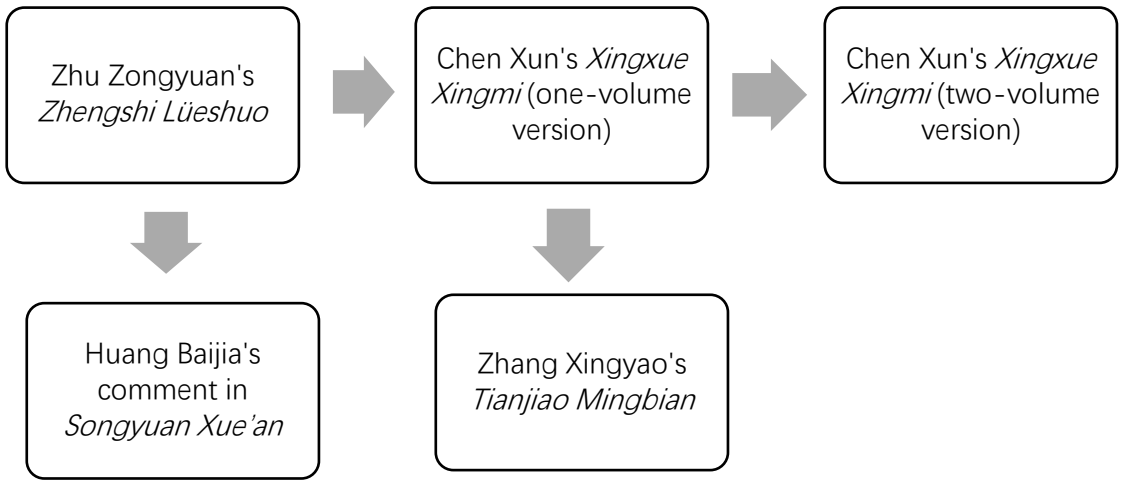 Zhu Zongyuan's
Zhengshi Lüeshuo
Chen Xun's Xingxue
Xingmi (one-volume
version)
Chen Xun's Xingxue
Xingmi (two-volume
version)
Huang Baijia's
comment in
Songyuan Xue’an
Zhang Xingyao's
Tianjiao Mingbian